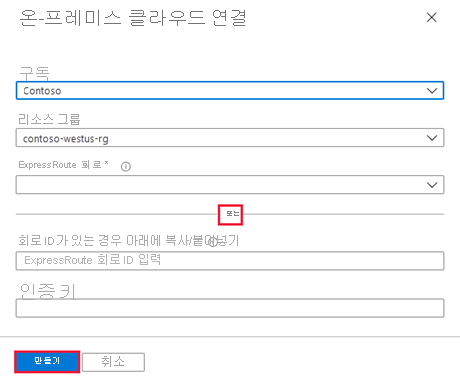 온-프레미스 클라우드 연결
구독
Contoso
리소스 그룹
contoso-westus-rg
ExpressRoute 회로 *
또는
회로 ID가 있는 경우 아래에 복사/붙여넣기
ExpressRoute 회로 ID 입력
인증 키
만들기 취소